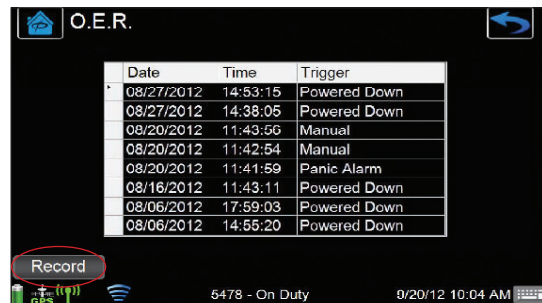 O.E.R.
Date Time Trigger
08/27/2012 14:53:15 Powered Down
08/27/2012 14:38:05 Powered Down
08/20/2012 11:43:56 Manual
08/20/2012 11:42:54 Manual
08/20/2012 11:41:59 Panic Alarm
08/16/2012 11:43:11 Powered Down
08/06/2012 17:59:03 Powered Down
08/06/2012 14:55:20 Powered Down
Record
GPS 5478 - On Duty 9/20/12 10:04 AM